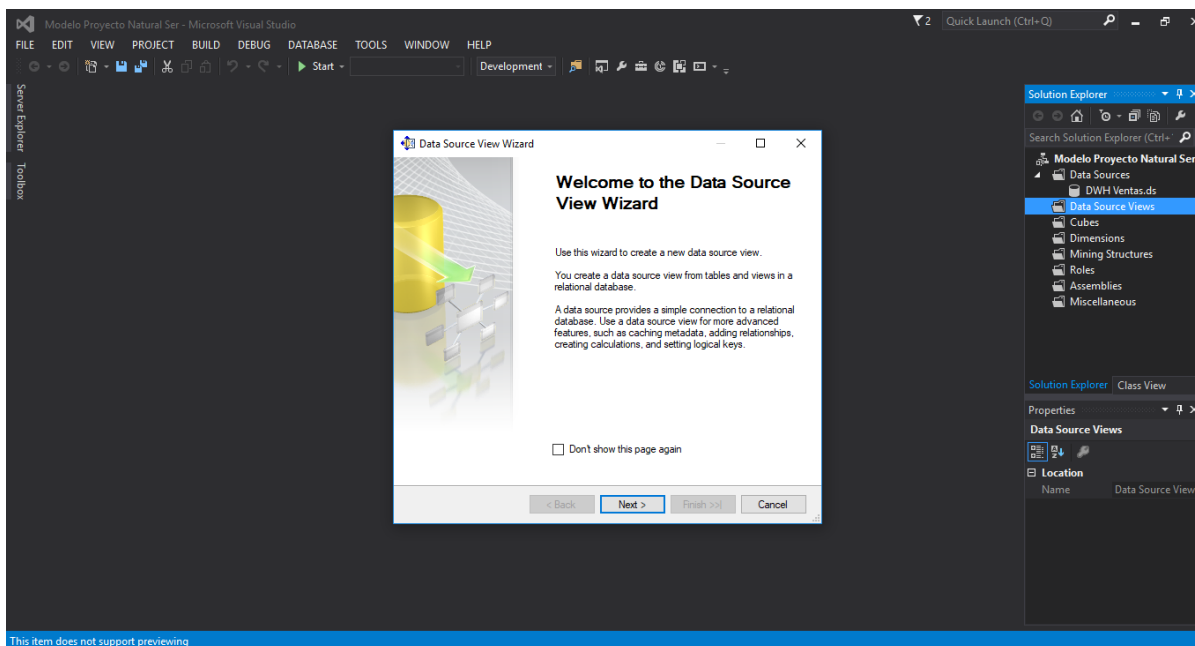 Modelo Proyecto Natural Ser - Microsoft Visual Studio
2 Quick Launch (Ctrl+Q)
FILE EDIT VIEW PROJECT BUILD DEBUG DATABASE TOOLS WINDOW HELP
Start Development
Server Explorer
Toolbox
Data Source View Wizard
Welcome to the Data Source
View Wizard
Use this wizard to create a new data source view.
You create a data source view from tables and views in a
relational database.
A data source provides a simple connection to a relational
database. Use a data source view for more advanced
features, such as caching metadata, adding relationships,
creating calculations, and setting logical keys.
Don't show this page again
< Back Next > Finish >>| Cancel
Solution Explorer
Search Solution Explorer (Ctrl+
Modelo Proyecto Natural Ser
Data Sources
DWH Ventas.ds
Data Source Views
Cubes
Dimensions
Mining Structures
Roles
Assemblies
Miscellaneous
Solution Explorer Class View
Properties
Data Source Views
Location
Name Data Source View
This item does not support previewing